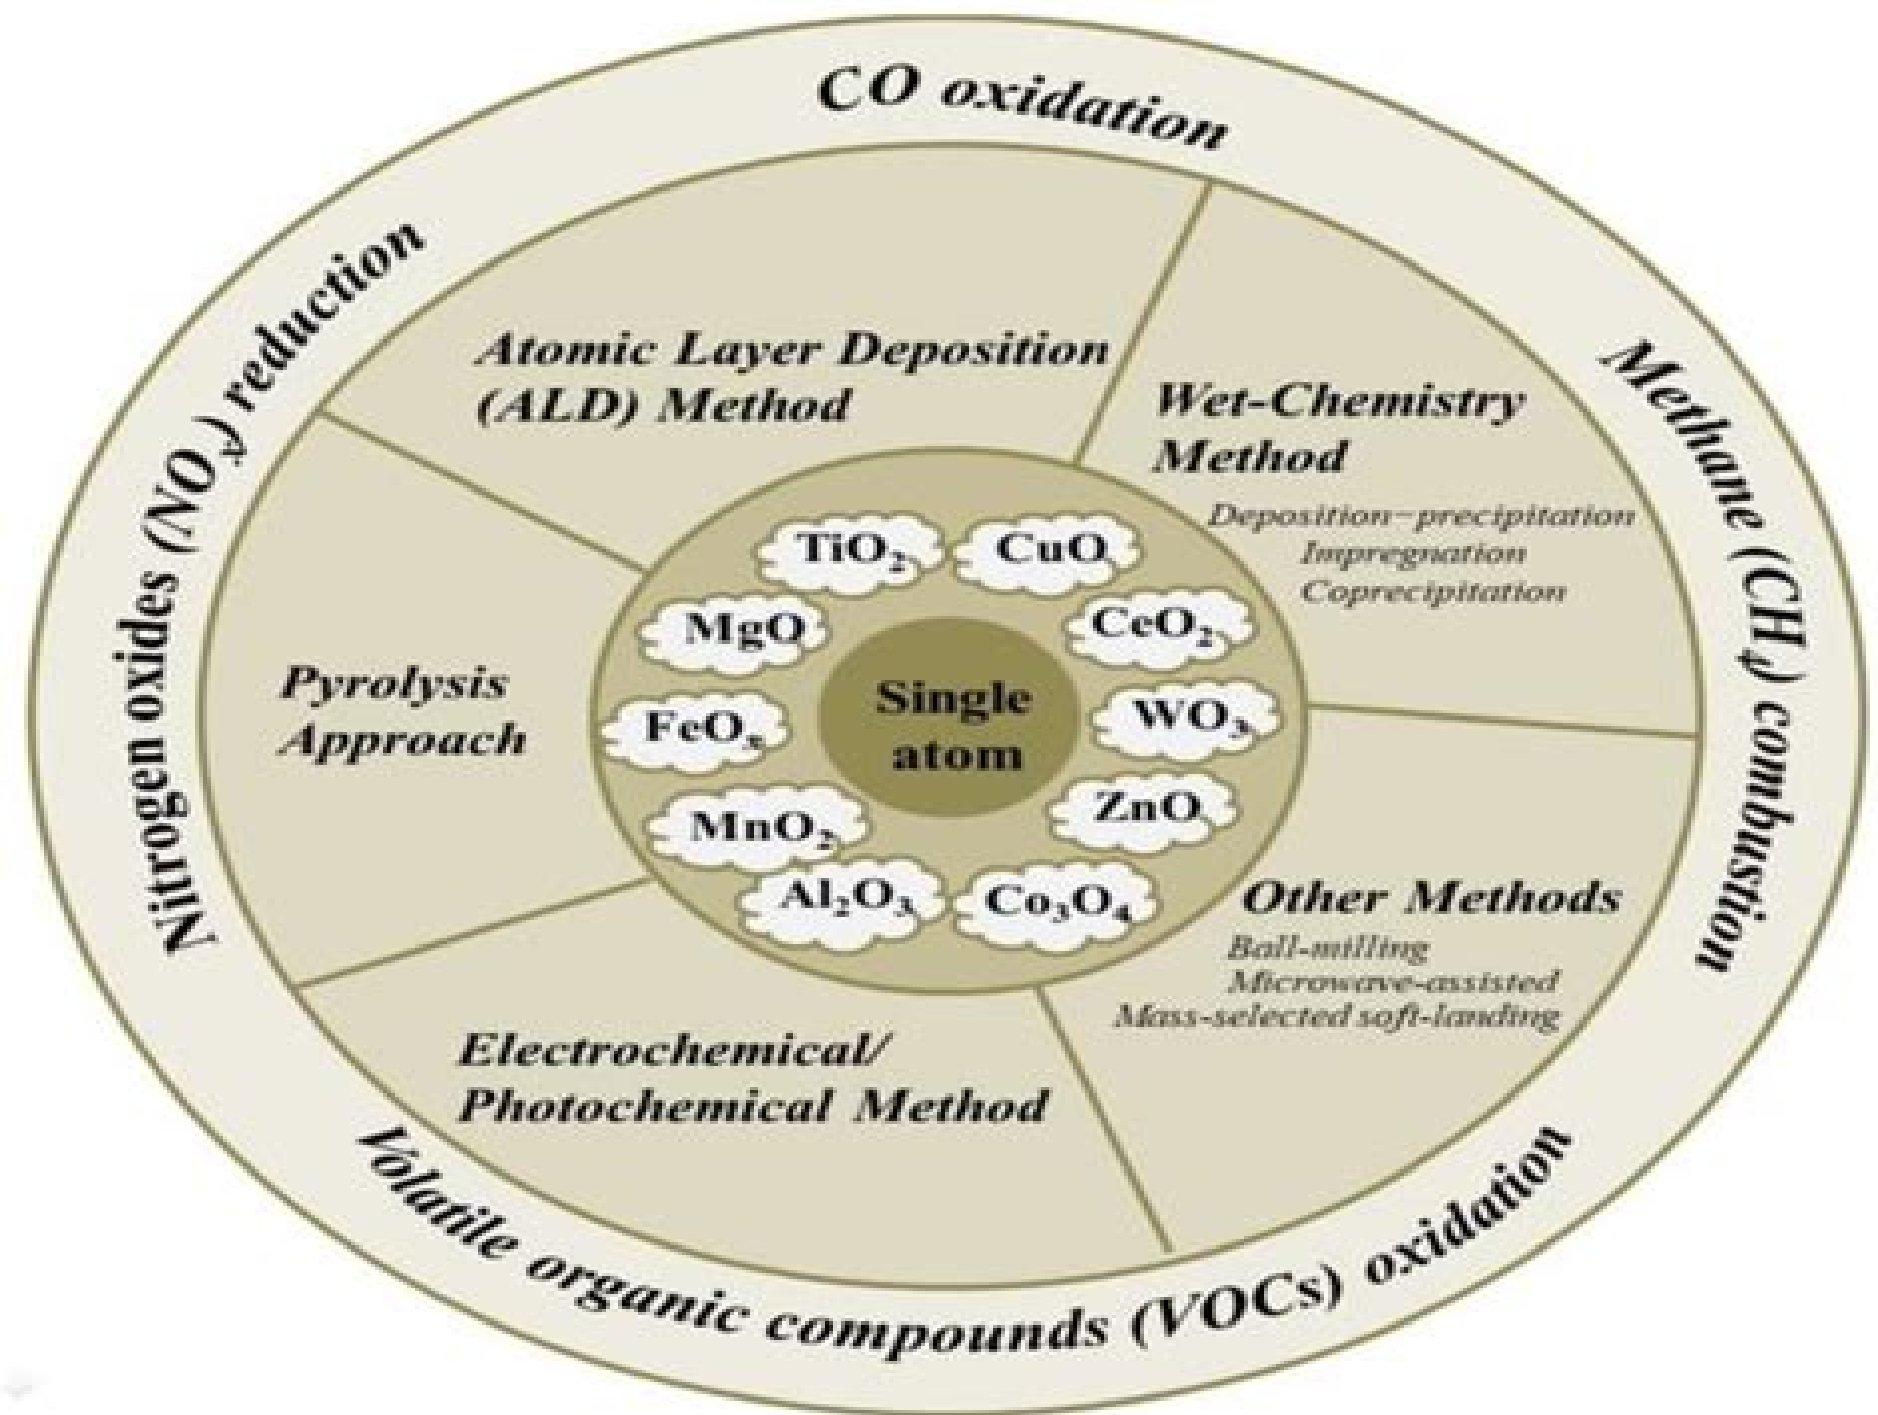 CO oxidation
Nitrogen oxides (NOₓ) reduction
Methane (CH₄) combustion
Volatile organic compounds (VOCs) oxidation
Atomic Layer Deposition
(ALD) Method
Wet-Chemistry
Method
Deposition−precipitation
Impregnation
Coprecipitation
Pyrolysis
Approach
Other Methods
Ball-milling
Microwave-assisted
Mass-selected soft-landing
Electrochemical/
Photochemical Method
TiO₂
CuO
MgO
CeO₂
FeOₓ
WO₃
MnO₂
ZnO
Al₂O₃
Co₃O₄
Single
atom